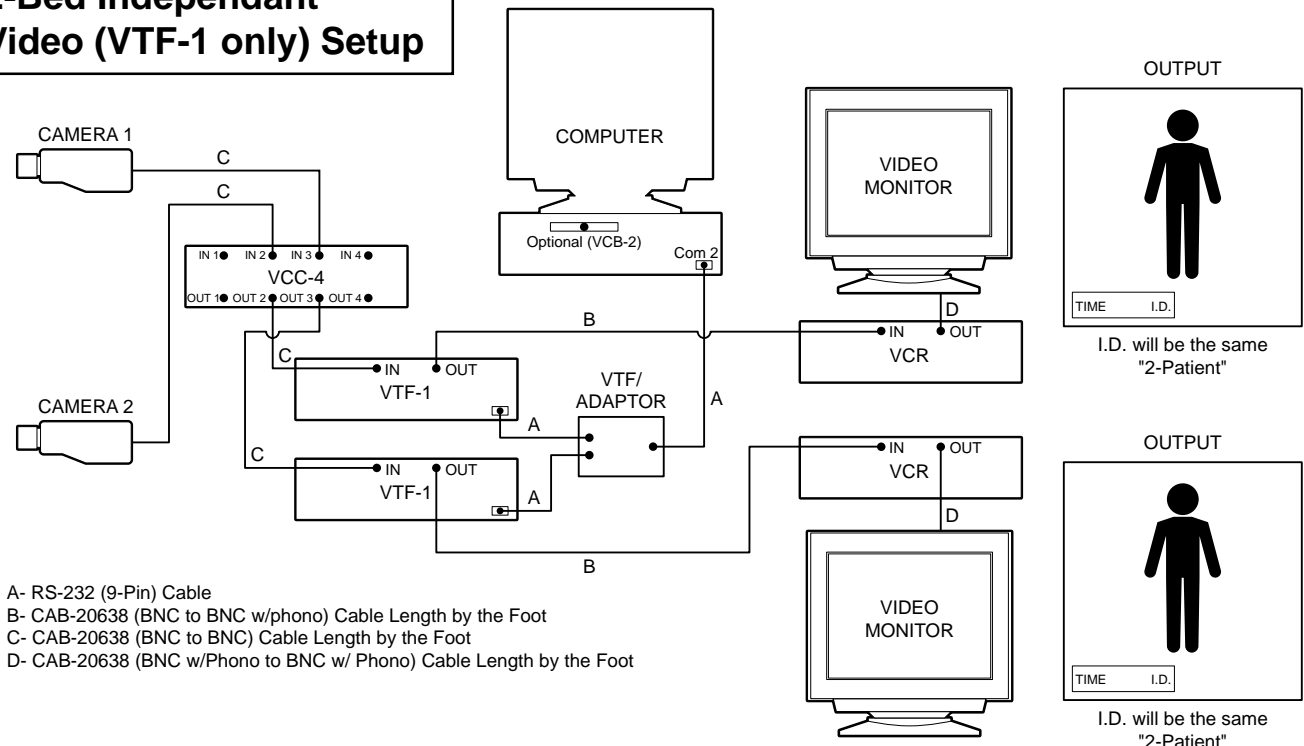 -Bed Independant
Video (VTF-1 only) Setup
CAMERA 1
C
C
CAMERA 2
IN 1 IN 2 IN 3 IN 4
VCC-4
OUT 1 OUT 2 OUT 3 OUT 4
COMPUTER
Optional (VCB-2)
Com 2
C
IN OUT
VTF-1
A
C
IN OUT
VTF-1
A
VTF/
ADAPTOR
A
B
B
VIDEO
MONITOR
D
IN OUT
VCR
IN OUT
VCR
D
VIDEO
MONITOR
OUTPUT
TIME I.D.
I.D. will be the same
"2-Patient"
OUTPUT
TIME I.D.
I.D. will be the same
"2-Patient"
A- RS-232 (9-Pin) Cable
B- CAB-20638 (BNC to BNC w/phono) Cable Length by the Foot
C- CAB-20638 (BNC to BNC) Cable Length by the Foot
D- CAB-20638 (BNC w/Phono to BNC w/ Phono) Cable Length by the Foot